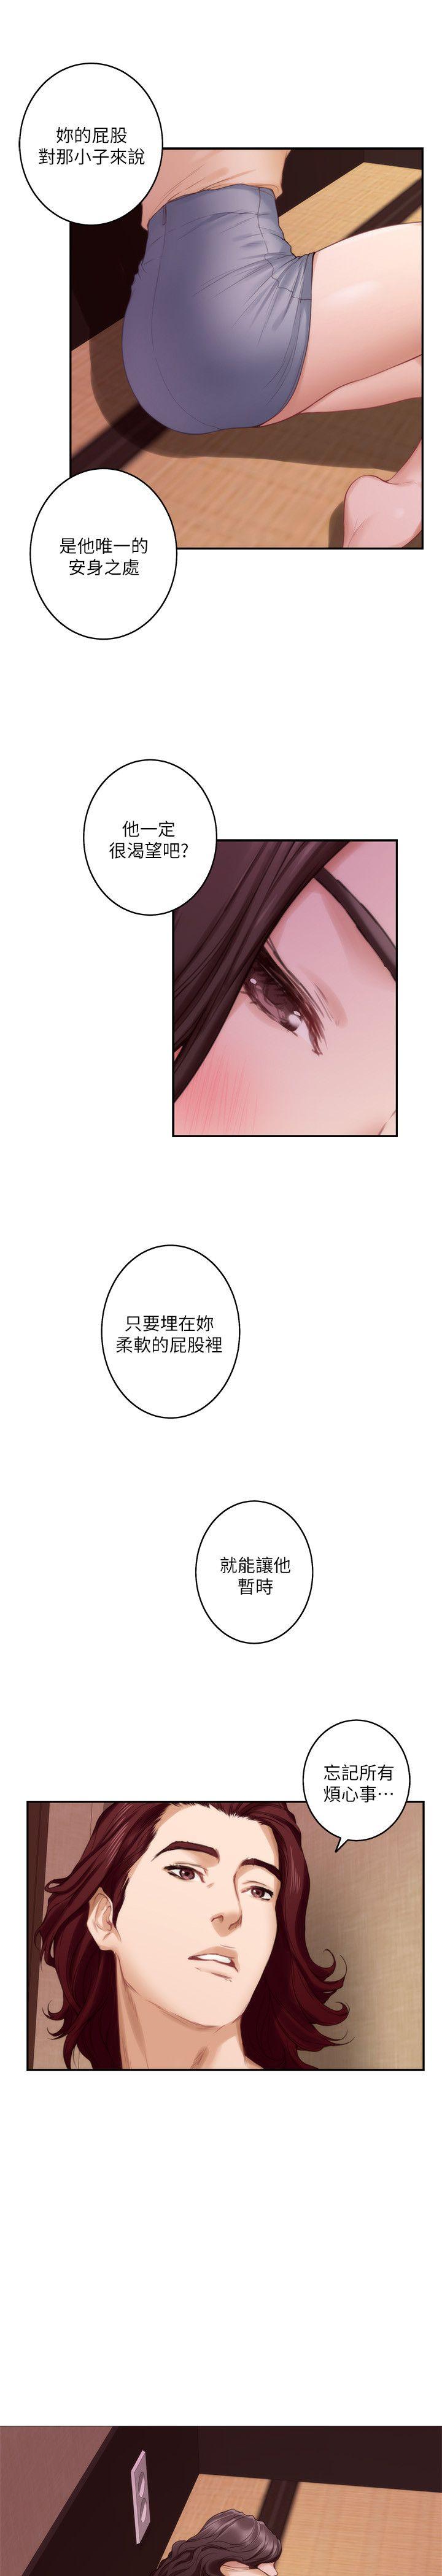 妳的屁股
對那小子來說
是他唯一的
安身之處
他一定
很渴望吧?
只要埋在妳
柔軟的屁股裡
就能讓他
暫時
忘記所有
煩心事…